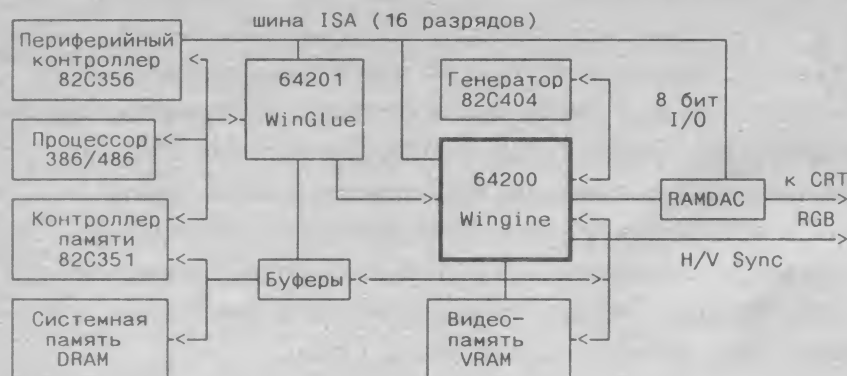 шина ISA (16 разрядов)
Периферийный
контроллер
82C356
64201
WinGlue
Генератор
82C404
8 бит
I/O
Процессор
386/486
64200
Wingine
RAMDAC
к CRT
RGB
H/V Sync
Контроллер
памяти
82C351
Буферы
Системная
память
DRAM
Видео-
память
VRAM